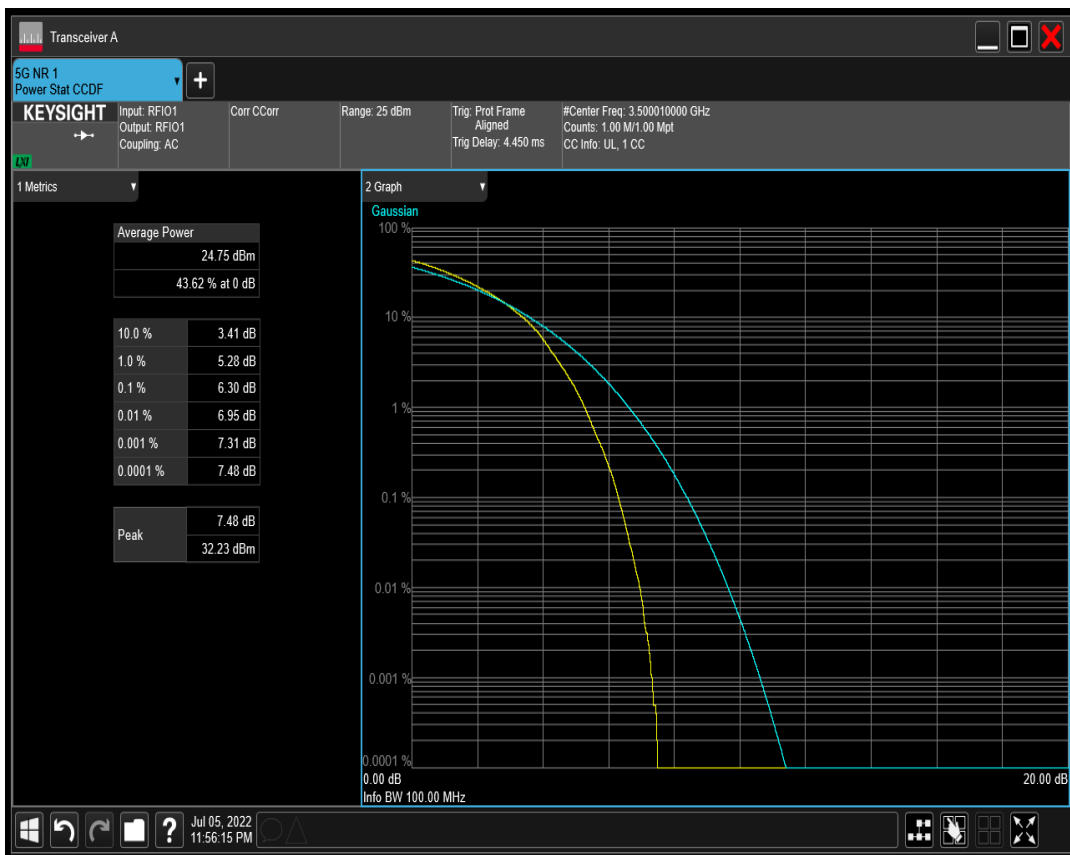 Transceiver A
5G NR 1
Power Stat CCDF
+
KEYSIGHT
LXI
Input: RFIO1
Output: RFIO1
Coupling: AC
Corr CCorr
Range: 25 dBm
Trig: Prot Frame
Aligned
Trig Delay: 4.450 ms
#Center Freq: 3.500010000 GHz
Counts: 1.00 M/1.00 Mpt
CC Info: UL, 1 CC
1 Metrics
Average Power
24.75 dBm
43.62 % at 0 dB
10.0 % 3.41 dB
1.0 % 5.28 dB
0.1 % 6.30 dB
0.01 % 6.95 dB
0.001 % 7.31 dB
0.0001 % 7.48 dB
Peak
7.48 dB
32.23 dBm
2 Graph
Gaussian
100 %
10 %
1 %
0.1 %
0.01 %
0.001 %
0.0001 %
0.00 dB 20.00 dB
Info BW 100.00 MHz
?
Jul 05, 2022
11:56:15 PM